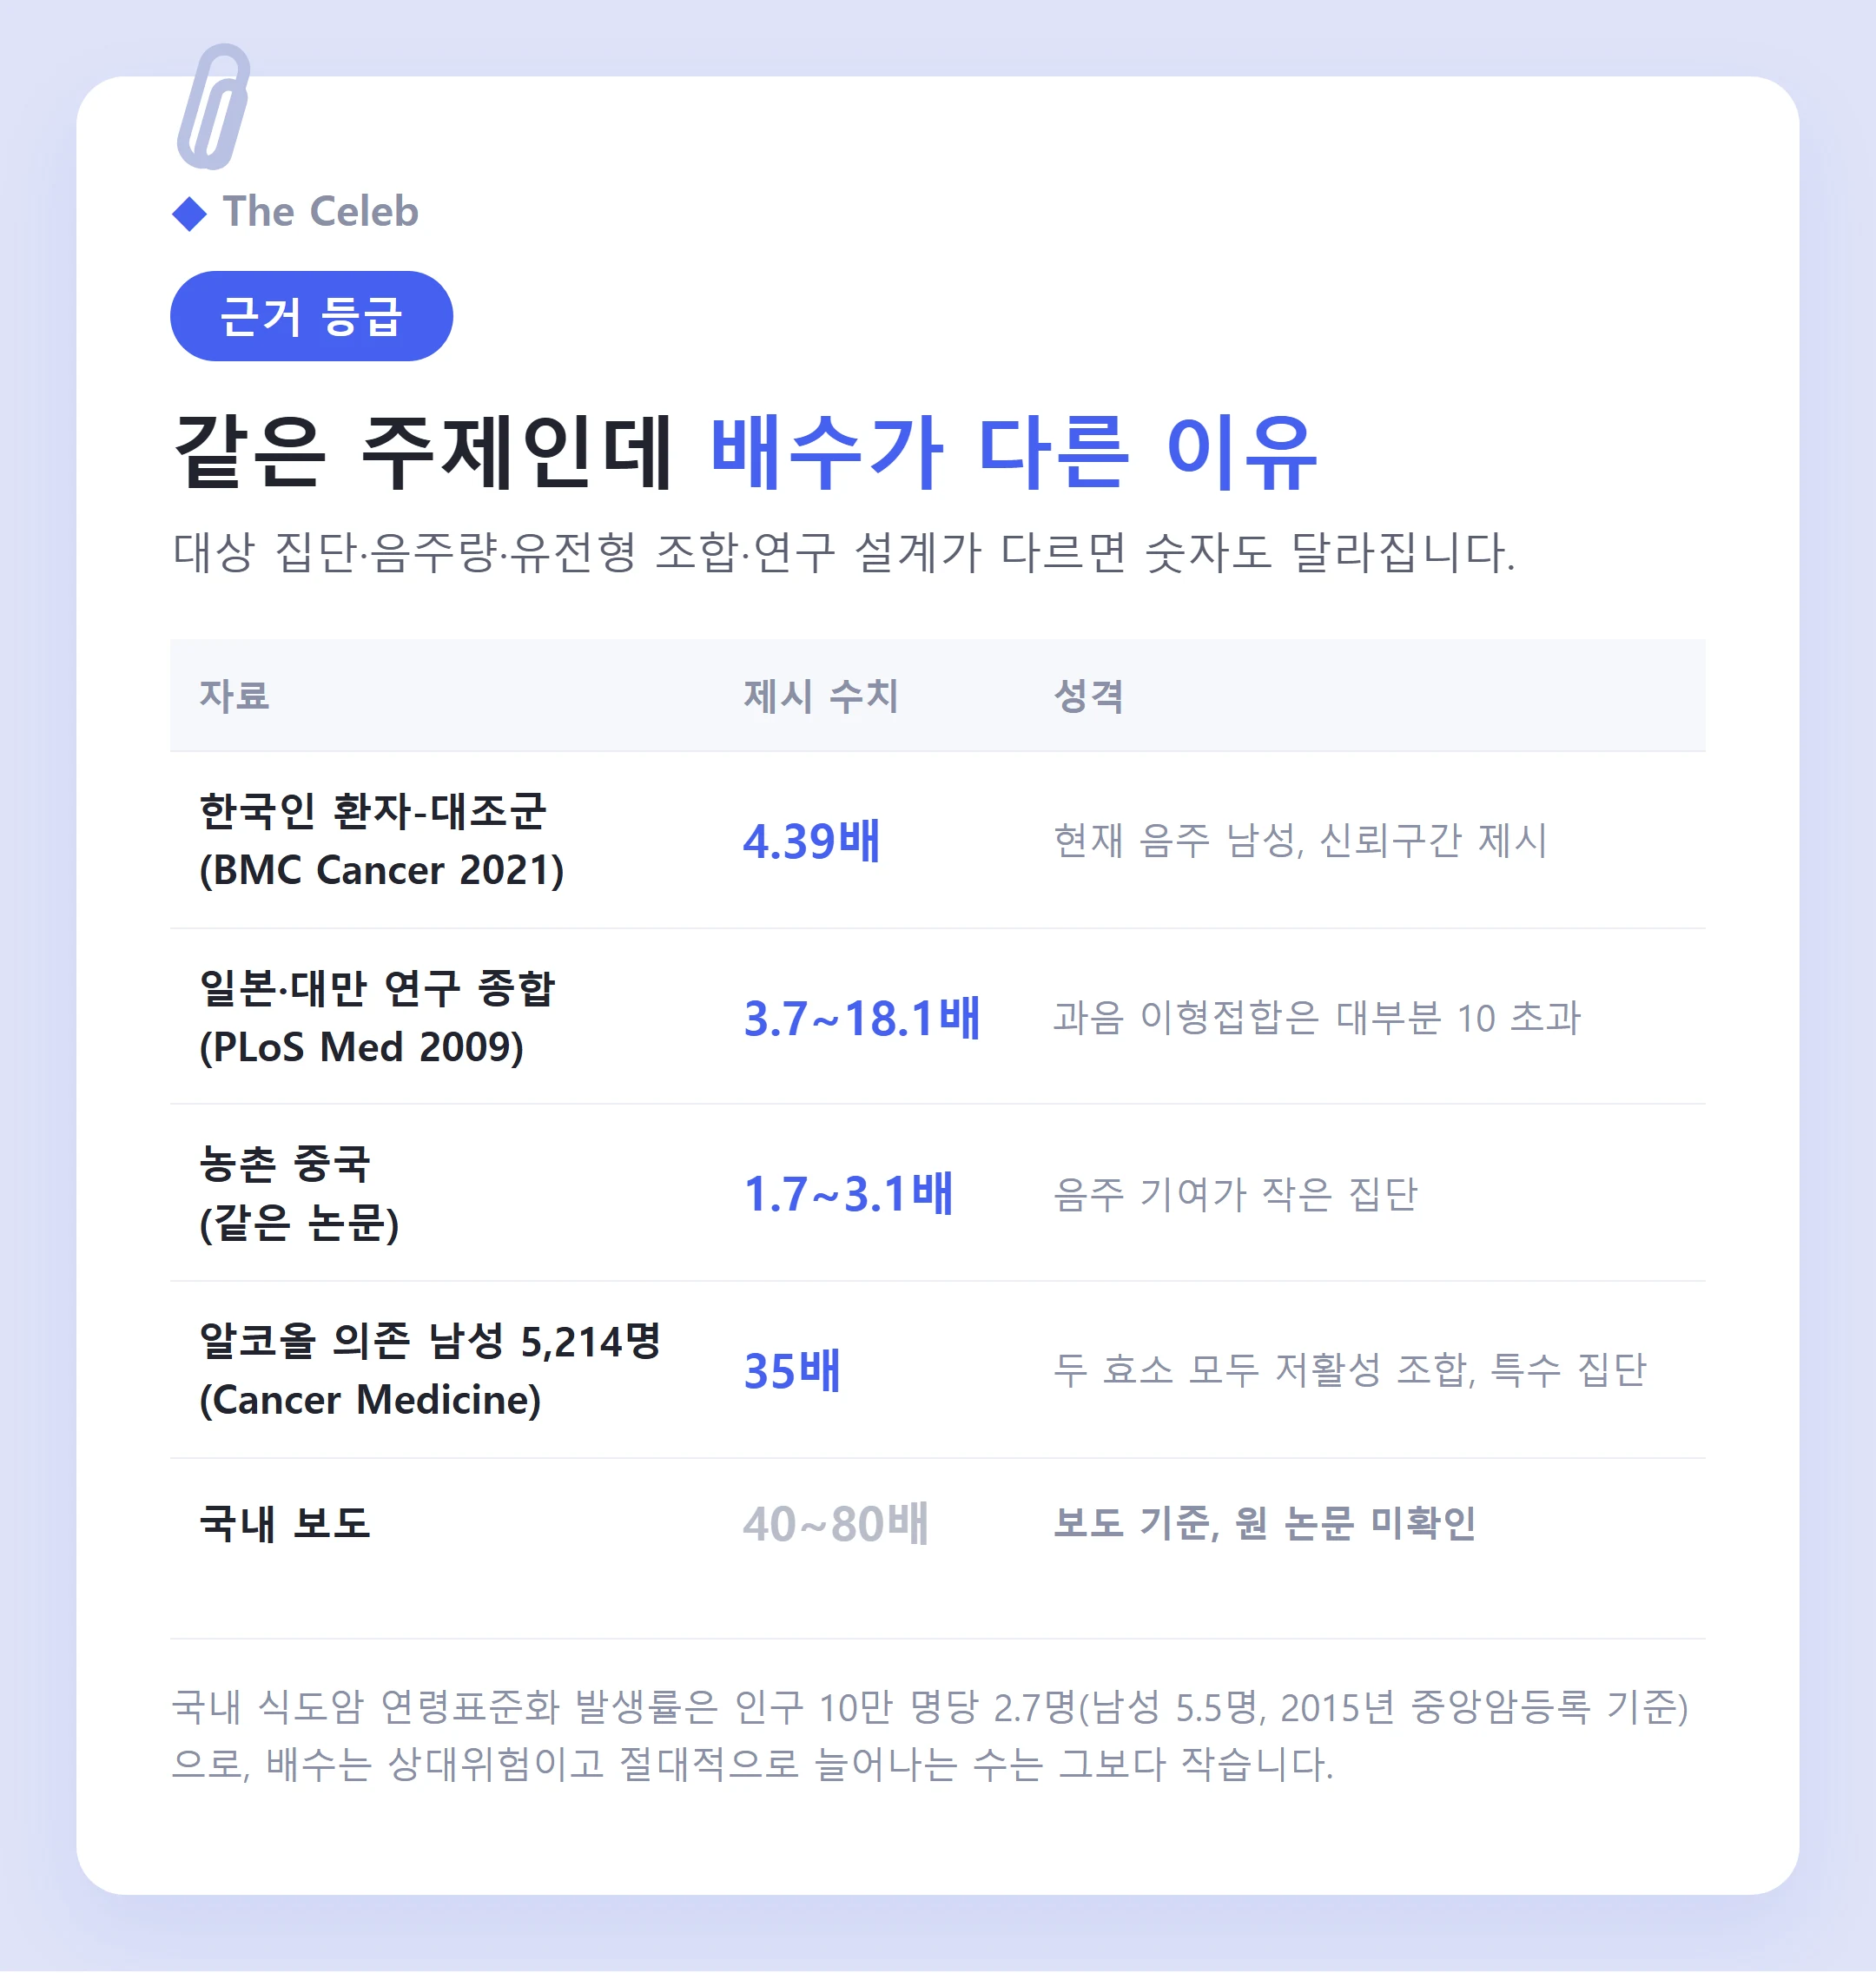 The Celeb
근거 등급
같은 주제인데 배수가 다른 이유
대상 집단·음주량·유전형 조합·연구 설계가 다르면 숫자도 달라집니다.
자료 제시 수치 성격
한국인 환자-대조군
(BMC Cancer 2021)
4.39배
현재 음주 남성, 신뢰구간 제시
일본·대만 연구 종합
(PLoS Med 2009)
3.7~18.1배
과음 이형접합은 대부분 10 초과
농촌 중국
(같은 논문)
1.7~3.1배
음주 기여가 작은 집단
알코올 의존 남성 5,214명
(Cancer Medicine)
35배
두 효소 모두 저활성 조합, 특수 집단
국내 보도
40~80배
보도 기준, 원 논문 미확인
국내 식도암 연령표준화 발생률은 인구 10만 명당 2.7명(남성 5.5명, 2015년 중앙암등록 기준)
으로, 배수는 상대위험이고 절대적으로 늘어나는 수는 그보다 작습니다.